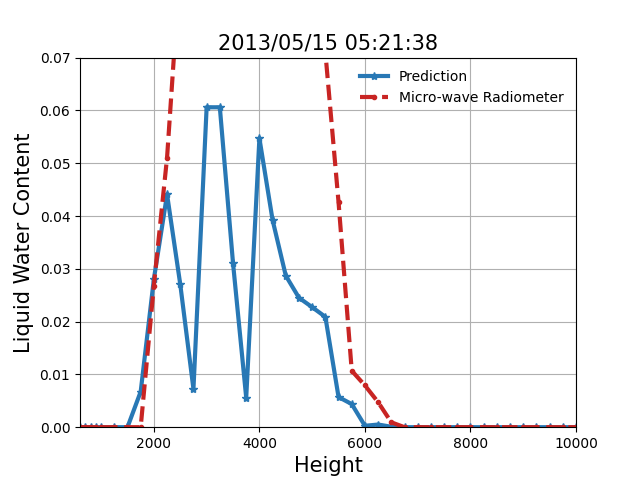 2013/05/15 05:21:38
0.07
0.06
0.05
0.04
0.03
0.02
0.01
0.00
Liquid Water Content
Prediction
Micro-wave Radiometer
2000 4000 6000 8000 10000
Height